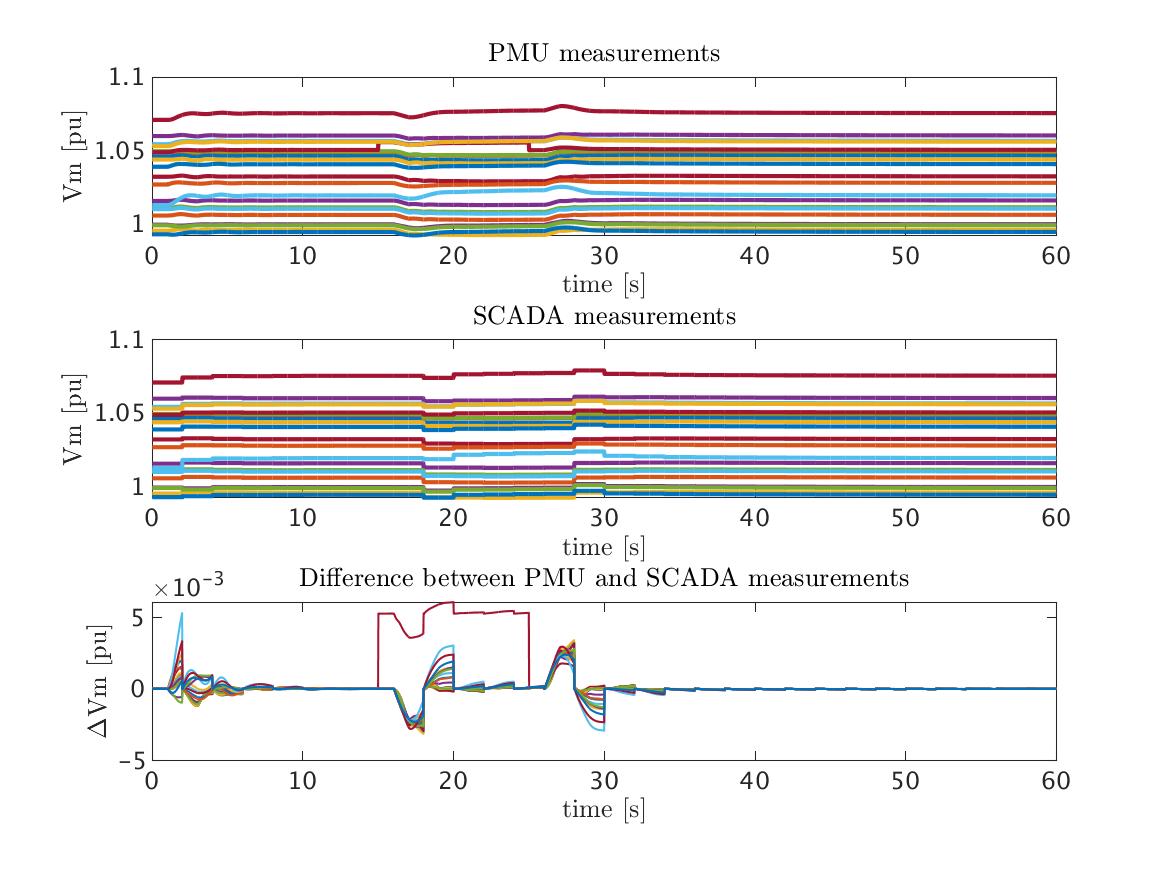 PMU measurements
1.1
1.05
1
Vm [pu]
0 10 20 30 40 50 60
time [s]
SCADA measurements
1.1
1.05
1
Vm [pu]
0 10 20 30 40 50 60
time [s]
×10⁻³ Difference between PMU and SCADA measurements
5
0
-5
ΔVm [pu]
0 10 20 30 40 50 60
time [s]